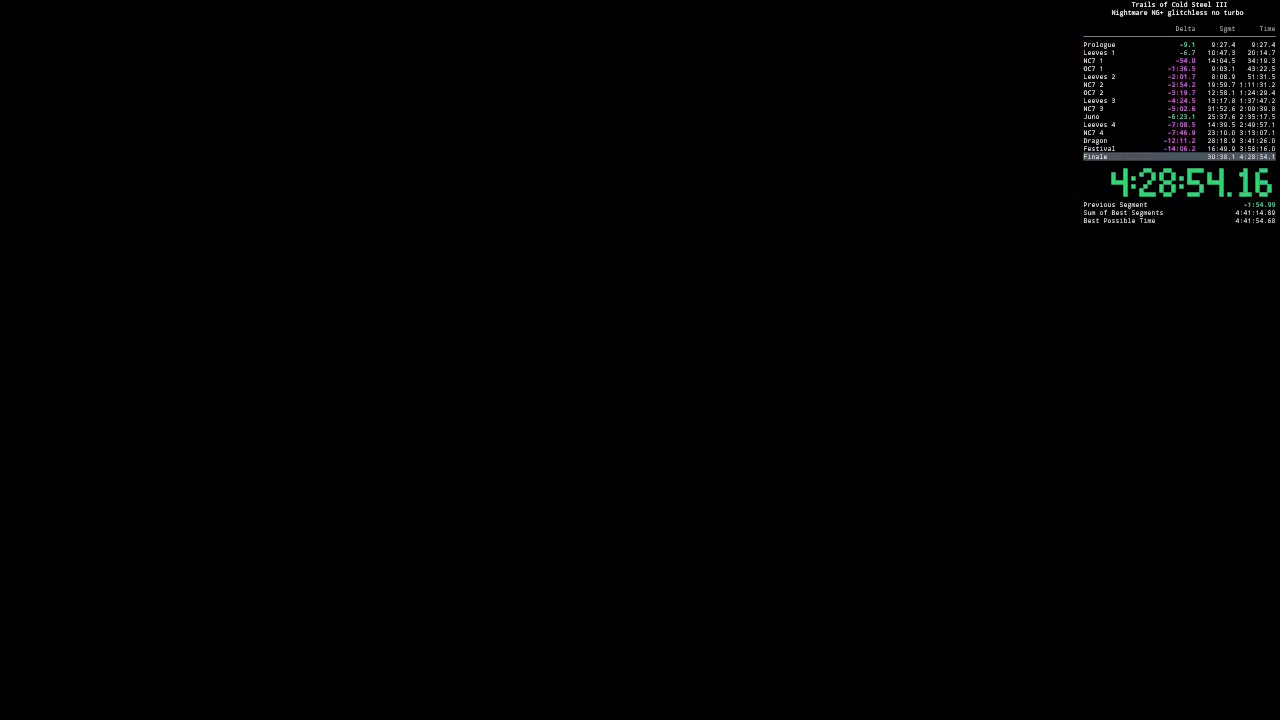 Trails of Cold Steel III
Nightmare NG+ glitchless no turbo
Delta Sgmt Time
Prologue -9.1 9:27.4 9:27.4
Leeves 1 -6.7 10:47.3 20:14.7
NC7 1 -54.0 14:04.5 34:19.3
OC7 1 -1:36.5 9:03.1 43:22.5
Leeves 2 -2:01.7 8:08.9 51:31.5
NC7 2 -2:54.2 19:59.7 1:11:31.2
OC7 2 -3:19.7 12:58.1 1:24:29.4
Leeves 3 -4:24.5 13:17.8 1:37:47.2
NC7 3 -5:02.6 31:52.6 2:09:39.8
Juno -6:23.1 25:37.6 2:35:17.5
Leeves 4 -7:08.5 14:39.5 2:49:57.1
NC7 4 -7:46.9 23:10.0 3:13:07.1
Dragon -12:11.2 28:18.9 3:41:26.0
Festival -14:06.2 16:49.9 3:58:16.0
Finale 30:38.1 4:28:54.1
4:28:54.16
Previous Segment -1:54.99
Sum of Best Segments 4:41:14.89
Best Possible Time 4:41:54.68